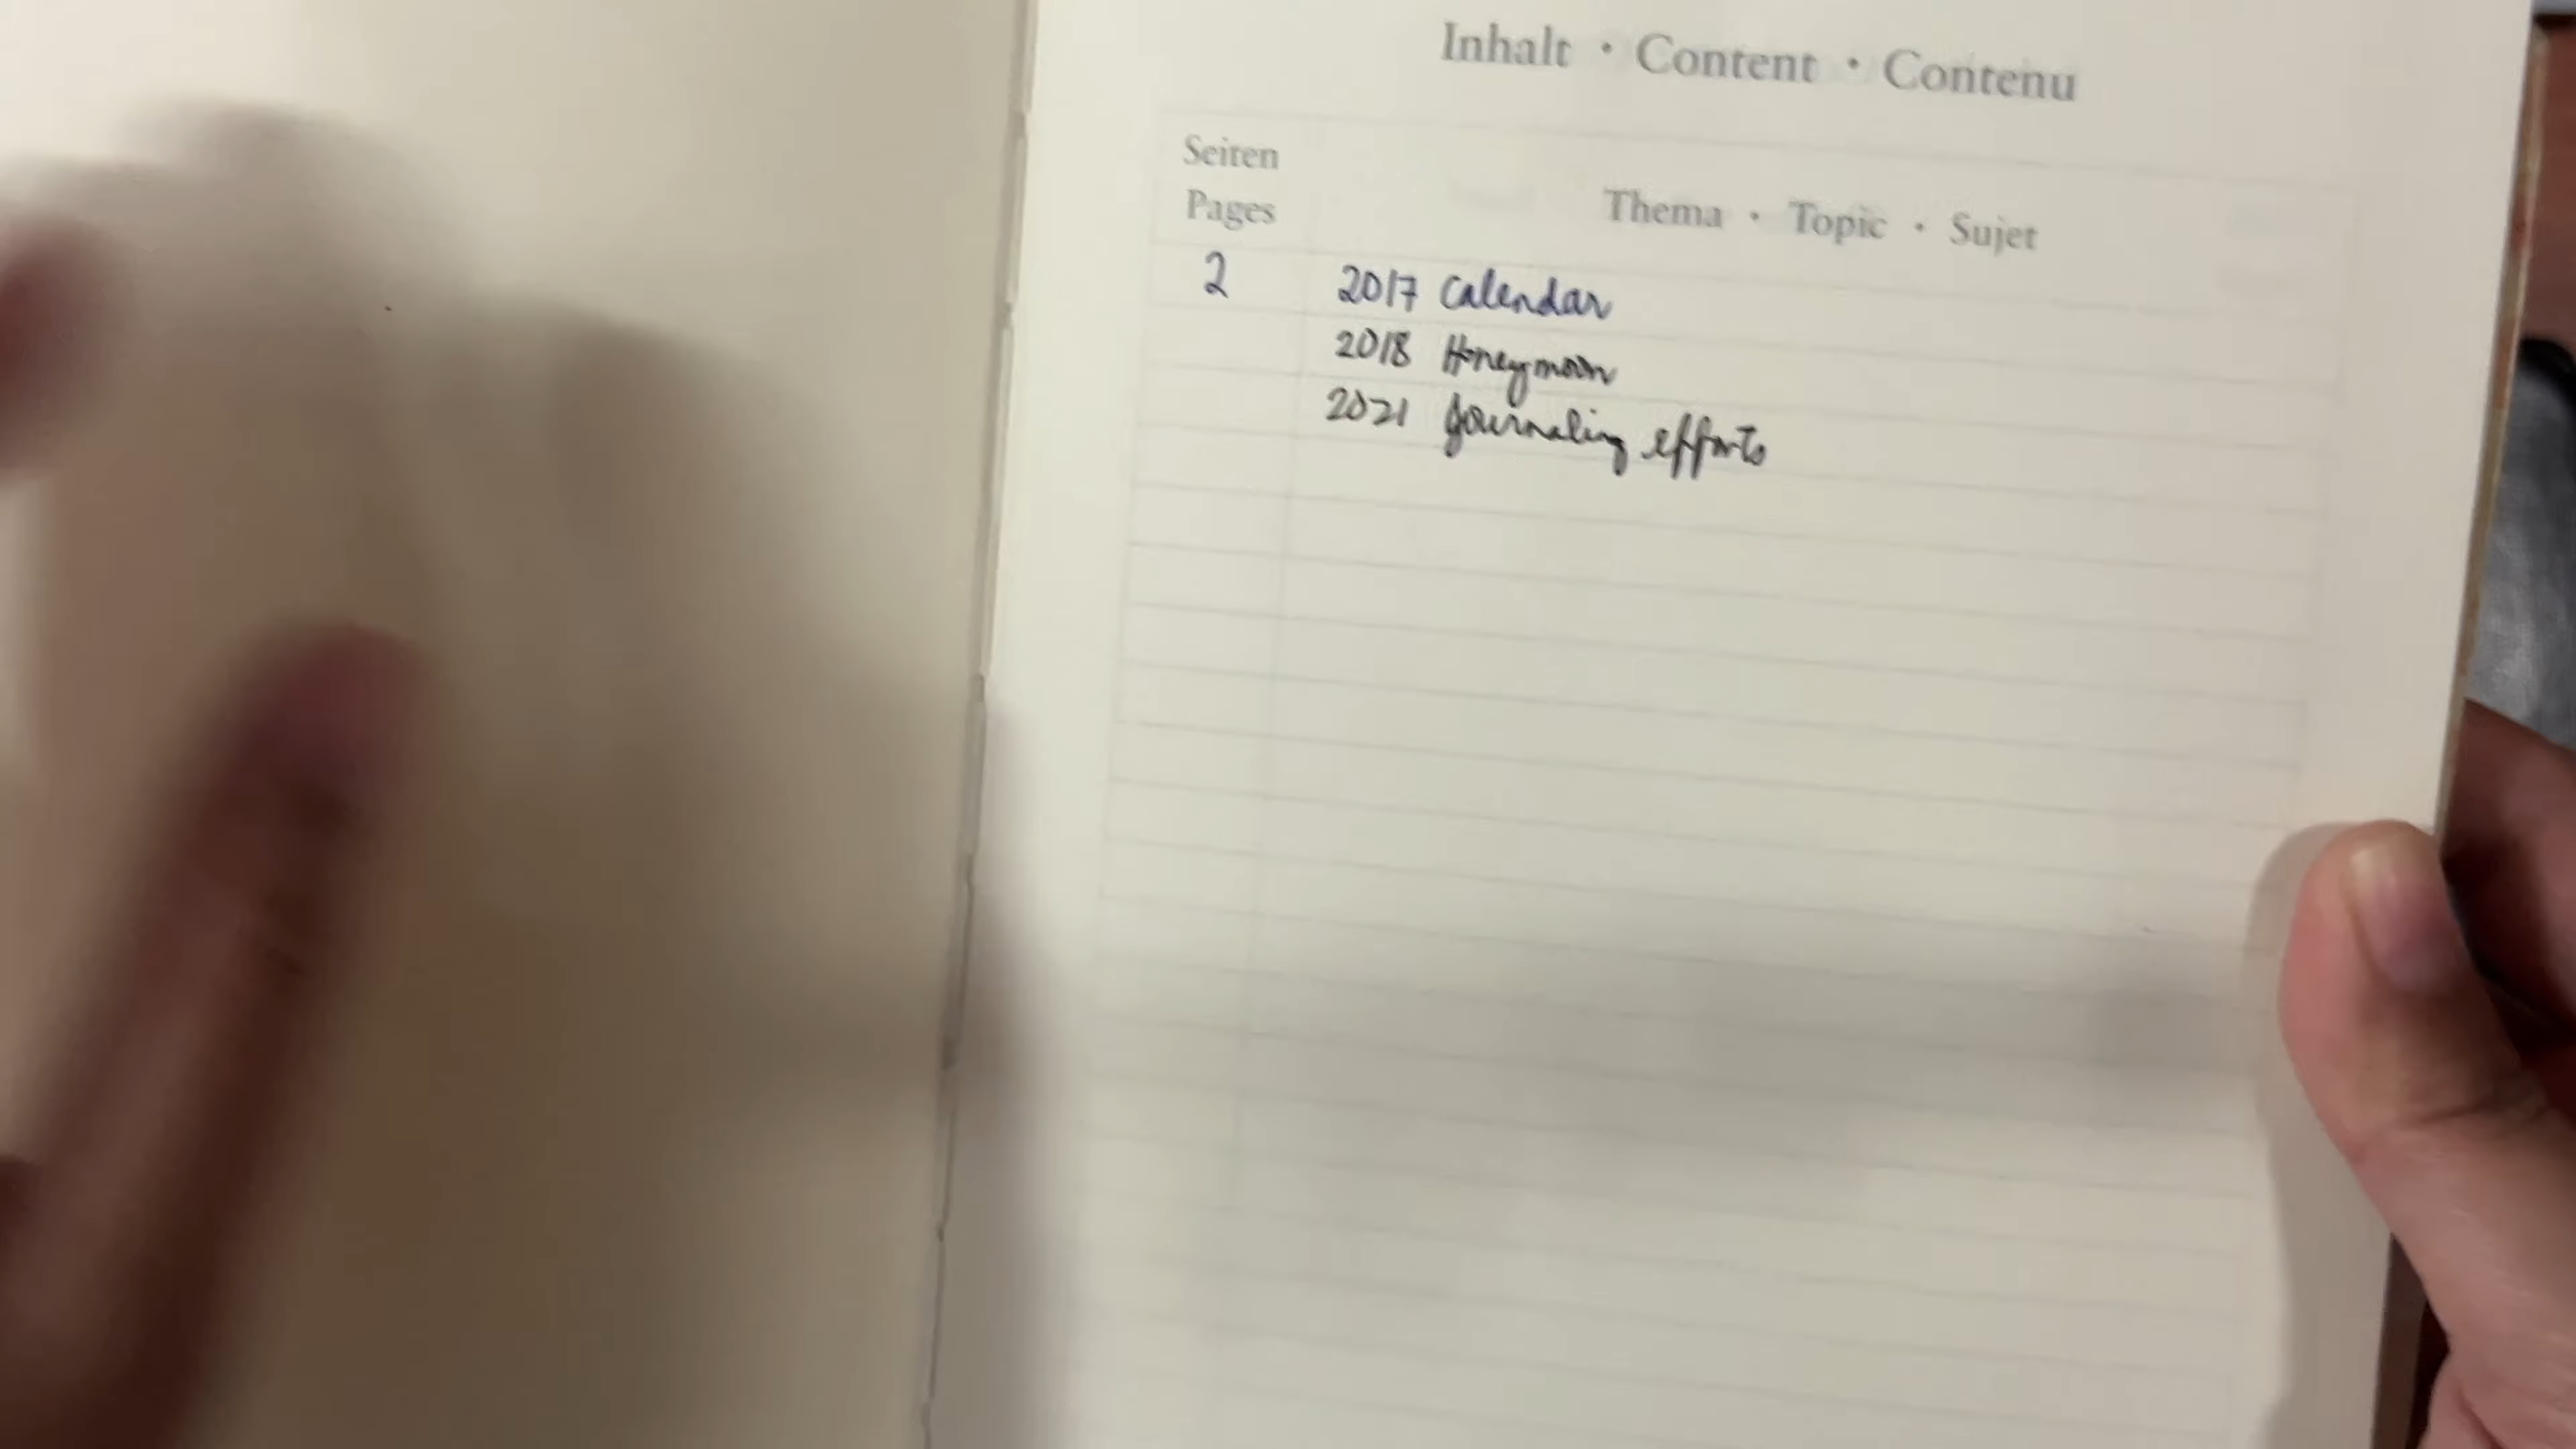 Inhalt · Content · Contenu
Seiten
Pages
Thema · Topic · Sujet
2 2017 Calendar
2018 Honeymoon
2021 Journaling efforts